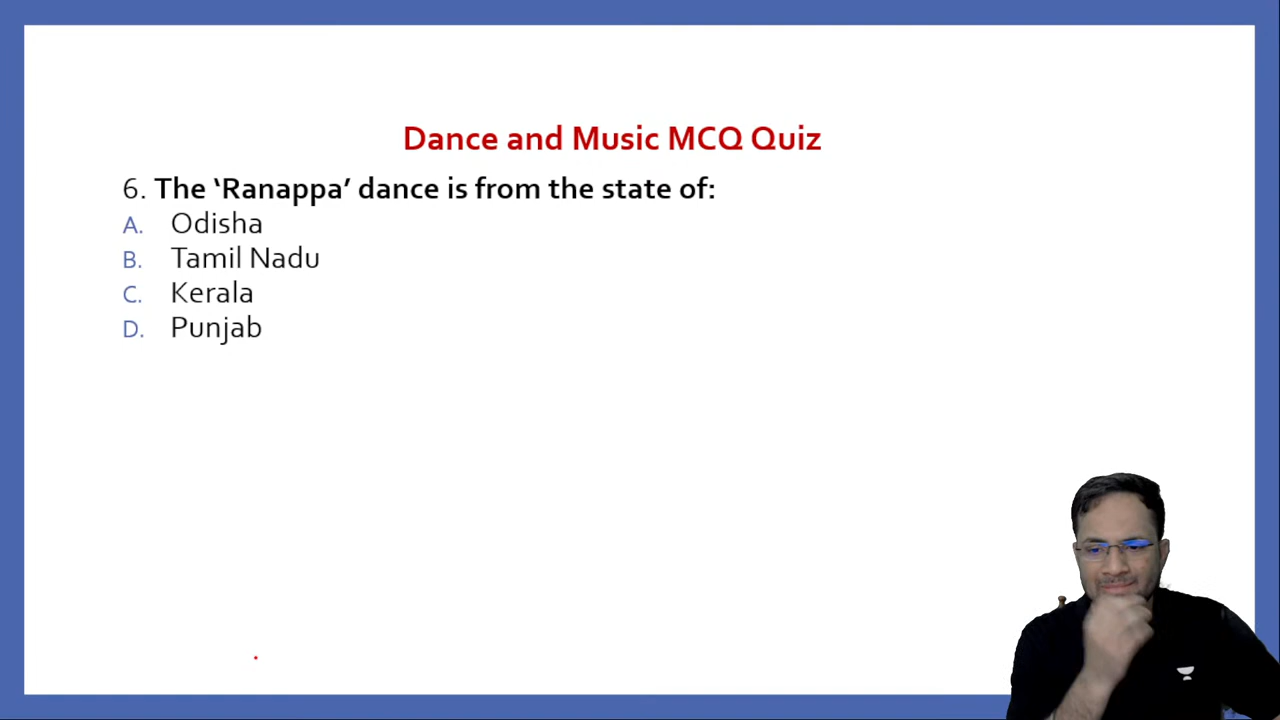 Dance and Music MCQ Quiz
6. The ‘Ranappa’ dance is from the state of:
A. Odisha
B. Tamil Nadu
C. Kerala
D. Punjab